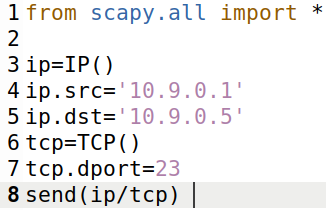 1 from scapy.all import *
2
3 ip=IP()
4 ip.src='10.9.0.1'
5 ip.dst='10.9.0.5'
6 tcp=TCP()
7 tcp.dport=23
8 send(ip/tcp)